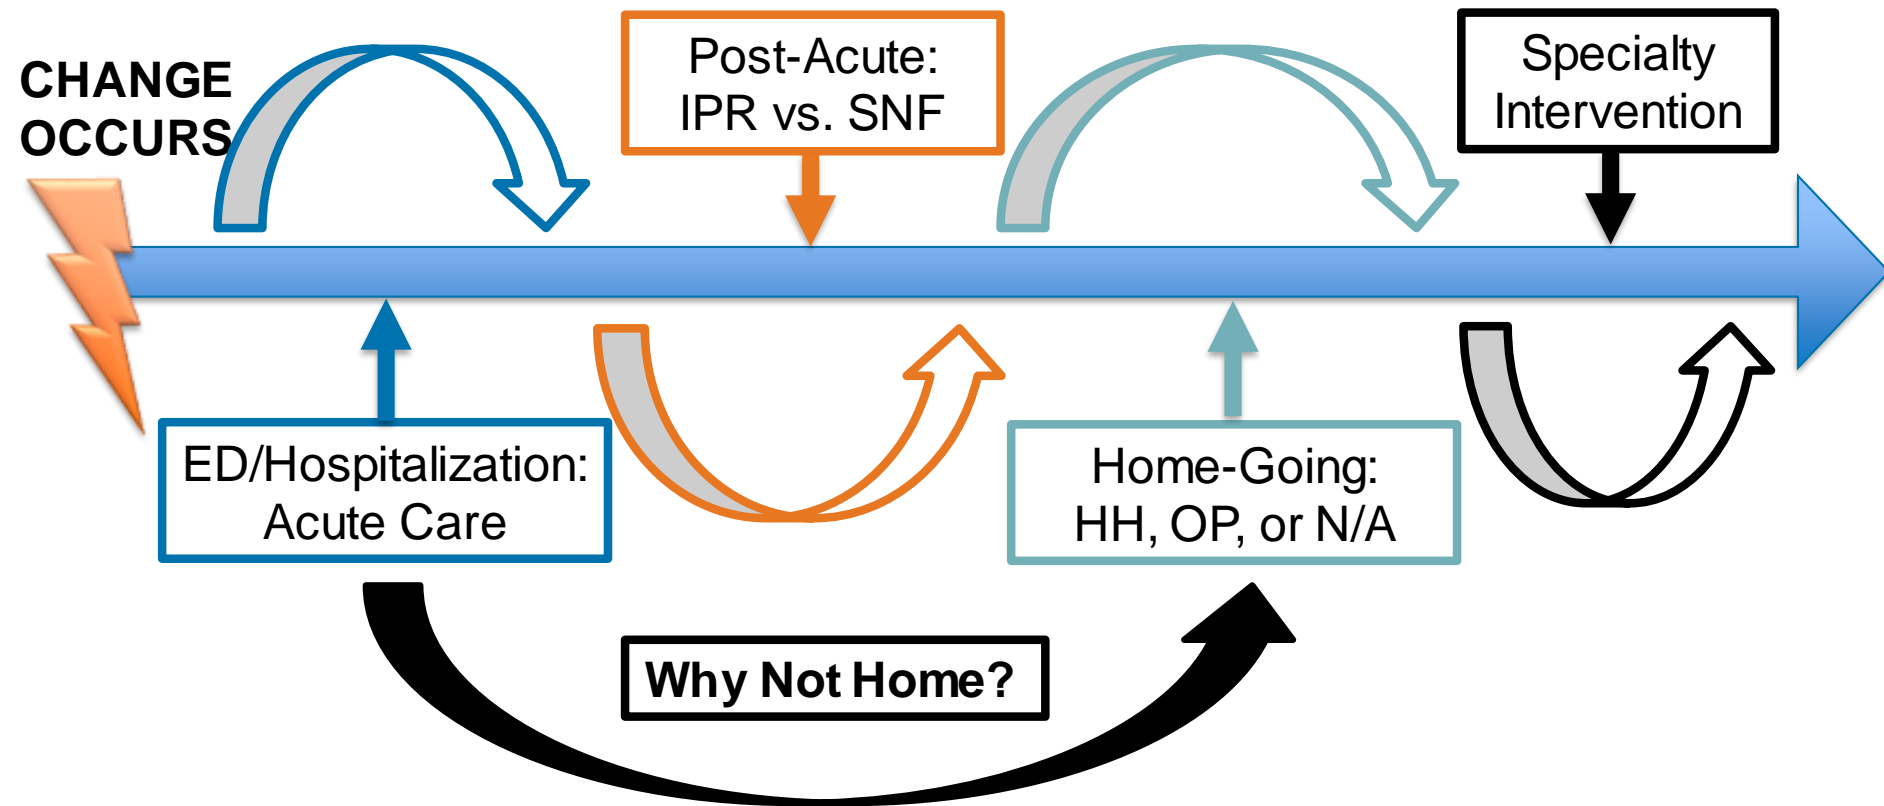 CHANGE
OCCURS
Post-Acute:
IPR vs. SNF
Specialty
Intervention
ED/Hospitalization:
Acute Care
Home-Going:
HH, OP, or N/A
Why Not Home?